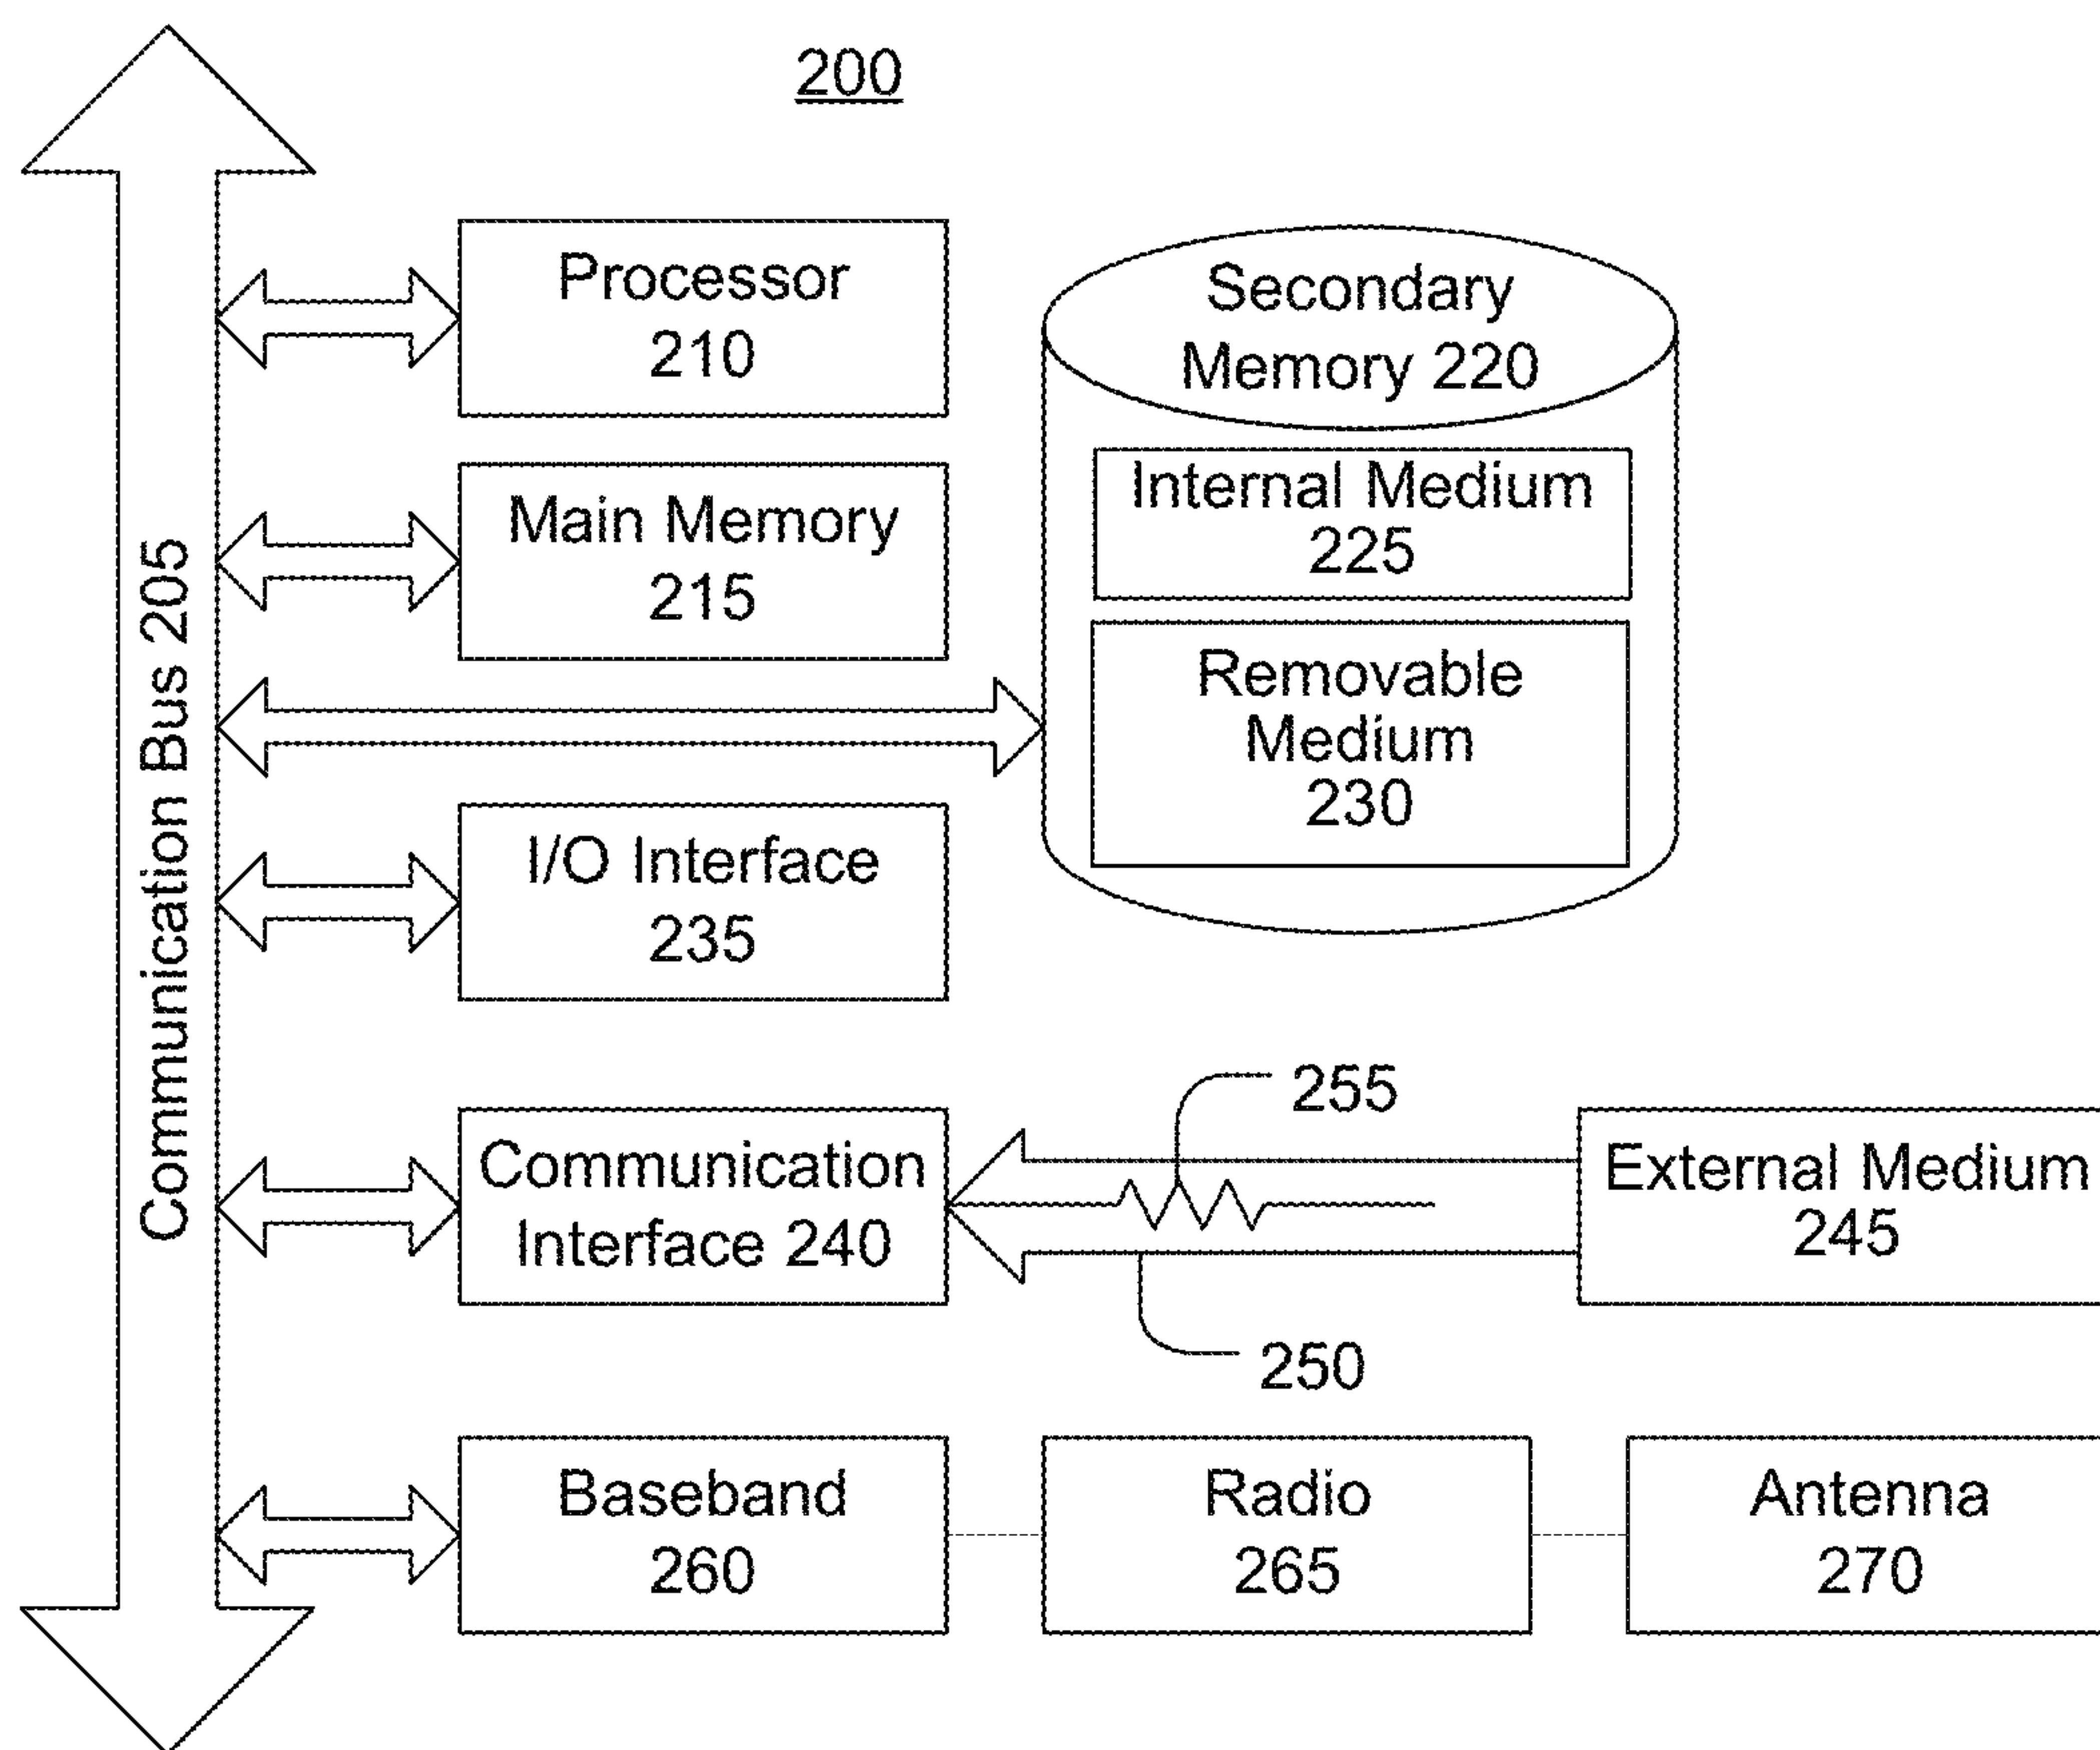 200
Communication Bus 205
Processor
210
Main Memory
215
Secondary
Memory 220
Internal Medium
225
Removable
Medium
230
I/O Interface
235
Communication
Interface 240
255
250
External Medium
245
Baseband
260
Radio
265
Antenna
270